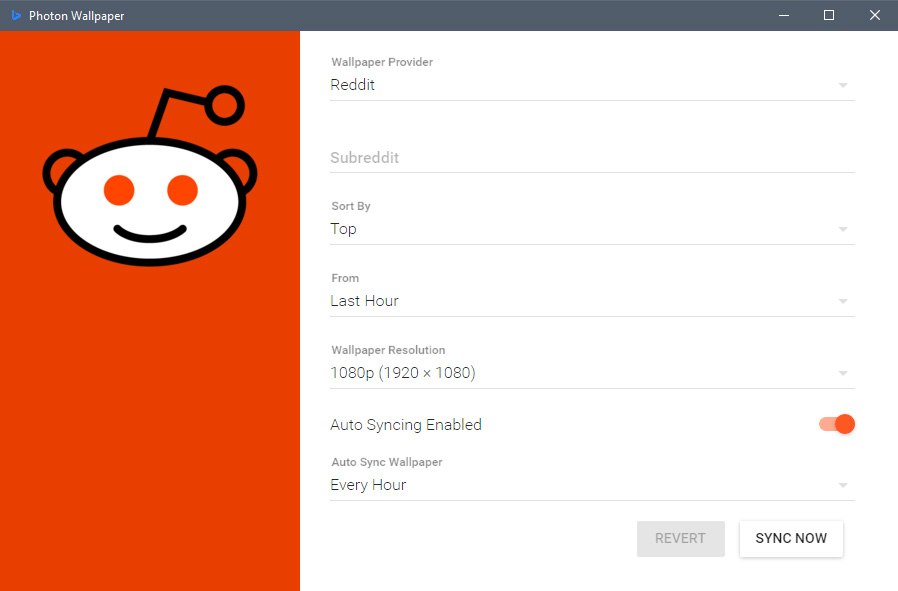 Photon Wallpaper
Wallpaper Provider
Reddit
Subreddit
Sort By
Top
From
Last Hour
Wallpaper Resolution
1080p (1920 × 1080)
Auto Syncing Enabled
Auto Sync Wallpaper
Every Hour
REVERT SYNC NOW